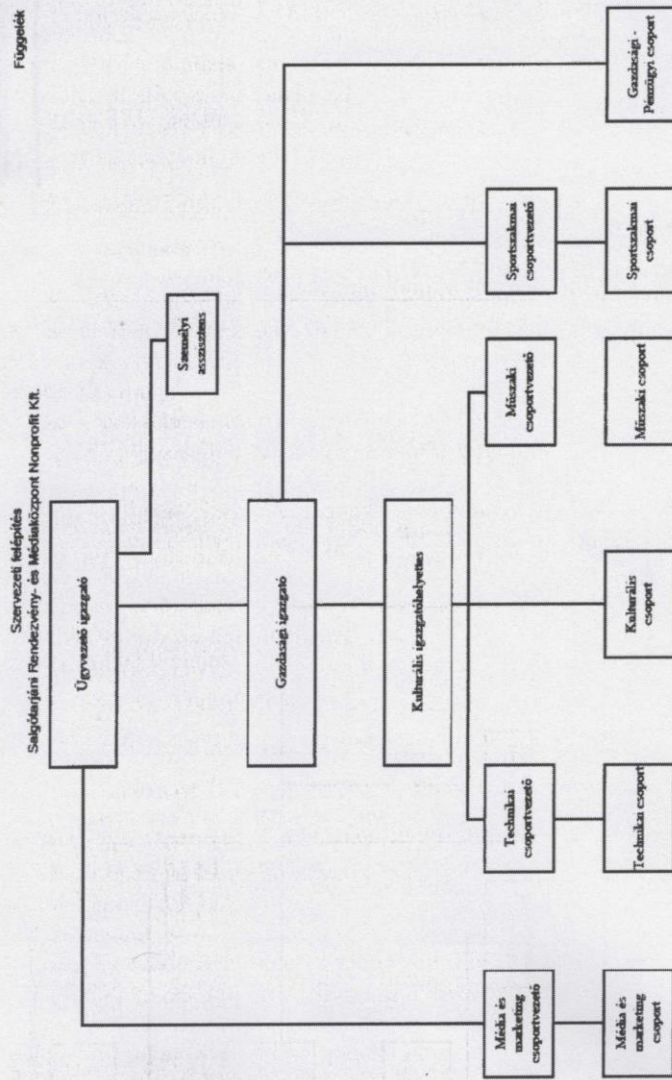 Függelék
Szervezeti felépítés
Salgótarjáni Rendezvény- és Médiaközpont Nonprofit Kft.
Ügyvezető igazgató
Személyi
asszisztens
Gazdasági igazgató
Kulturális igazgatóhelyettes
Média és
marketing
csoportvezető
Technikai
csoportvezető
Műszaki
csoportvezető
Sportszakmai
csoportvezető
Média és
marketing
csoport
Technikai csoport
Kulturális
csoport
Műszaki csoport
Sportszakmai
csoport
Gazdasági -
Pénzügyi csoport